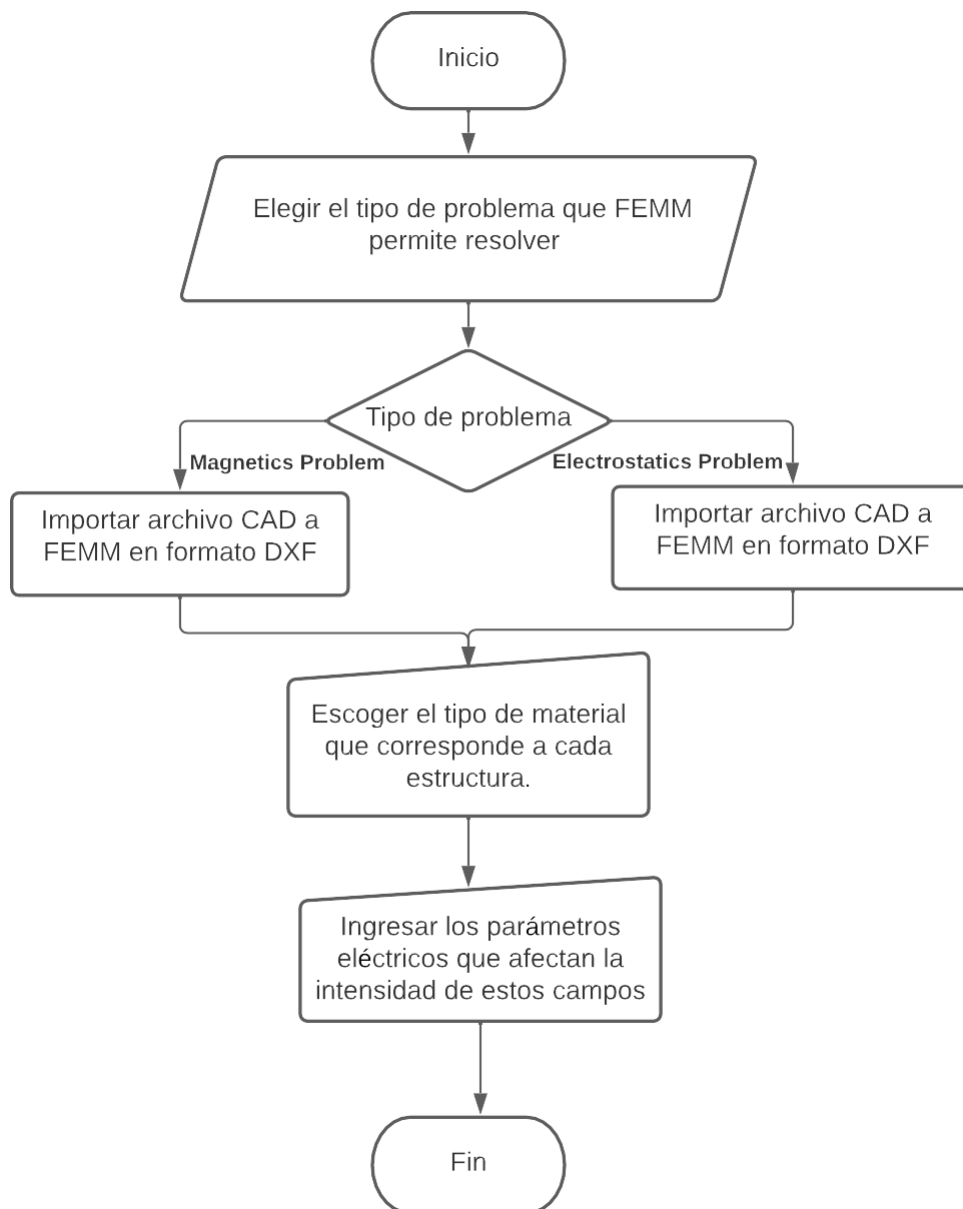 Inicio
Elegir el tipo de problema que FEMM
permite resolver
Tipo de problema
Magnetics Problem
Electrostatics Problem
Importar archivo CAD a
FEMM en formato DXF
Importar archivo CAD a
FEMM en formato DXF
Escoger el tipo de material
que corresponde a cada
estructura.
Ingresar los parámetros
eléctricos que afectan la
intensidad de estos campos
Fin